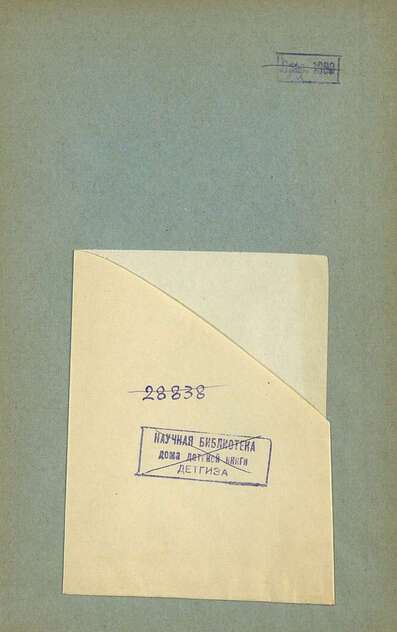 28838
НАУЧНАЯ БИБЛИОТЕКА
дома детской книги
ДЕТГИЗА